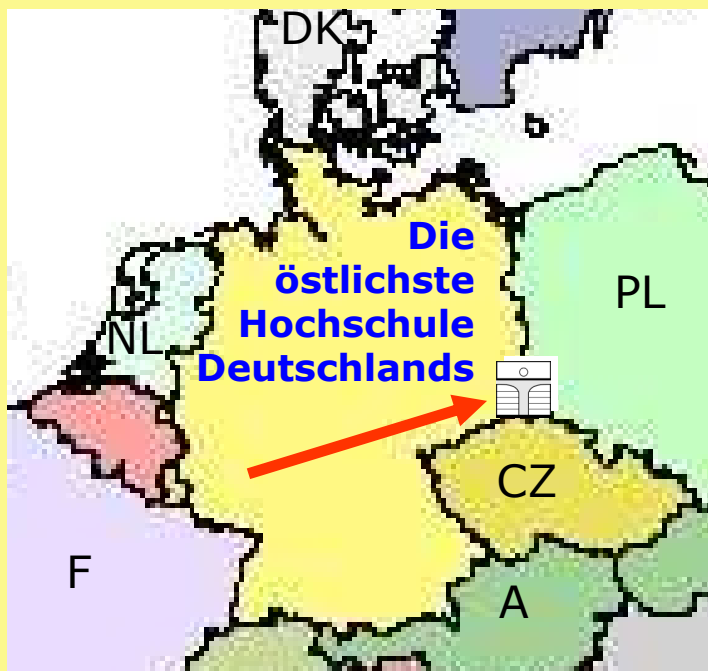 DK
Die
östlichste
Hochschule
Deutschlands
PL
NL
CZ
F
A